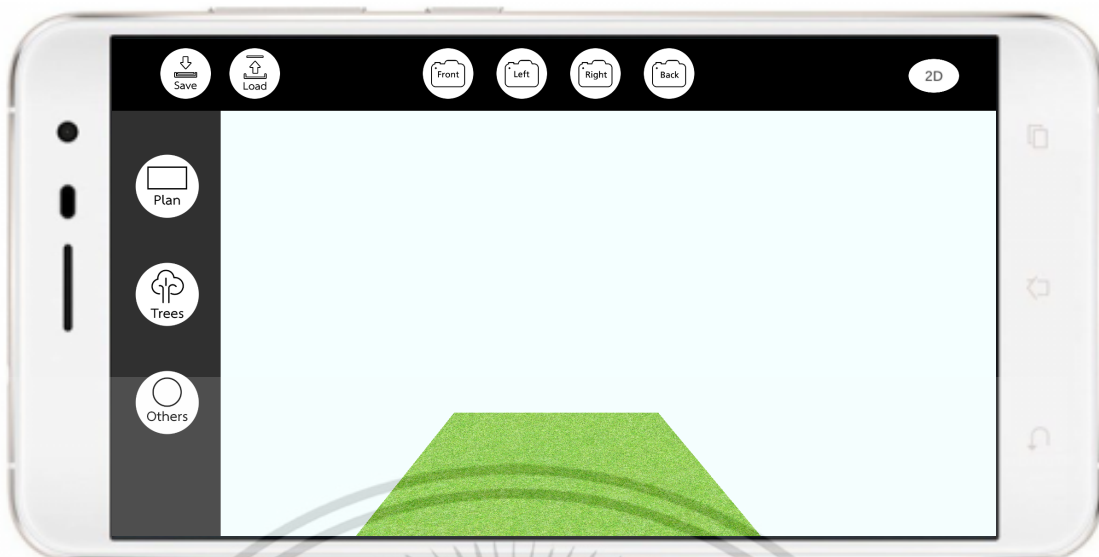 Save
Load
Front
Left
Right
Back
2D
Plan
Trees
Others